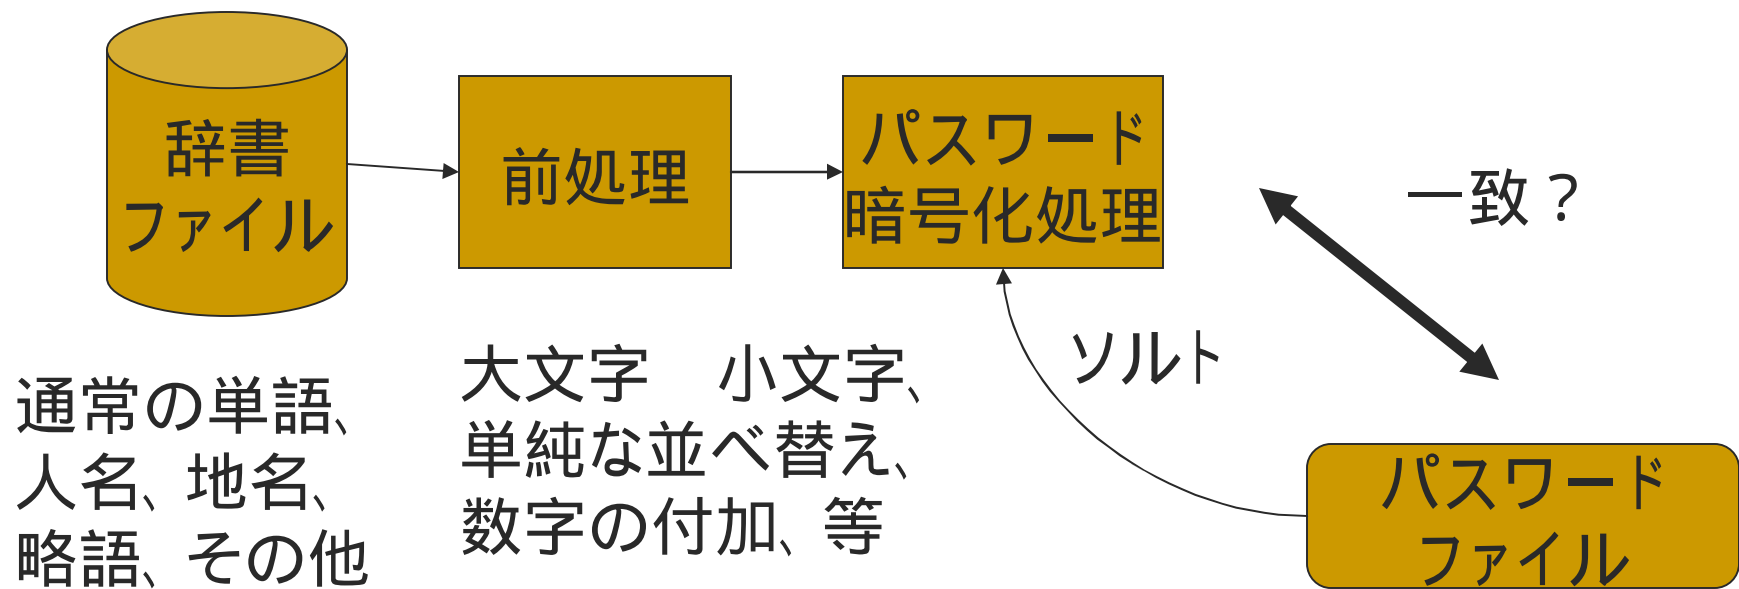 辞書
ファイル
前処理
パスワード
暗号化処理
一致？
ソルト
通常の単語、
人名、地名、
略語、その他
大文字　小文字、
単純な並べ替え、
数字の付加、等
パスワード
ファイル